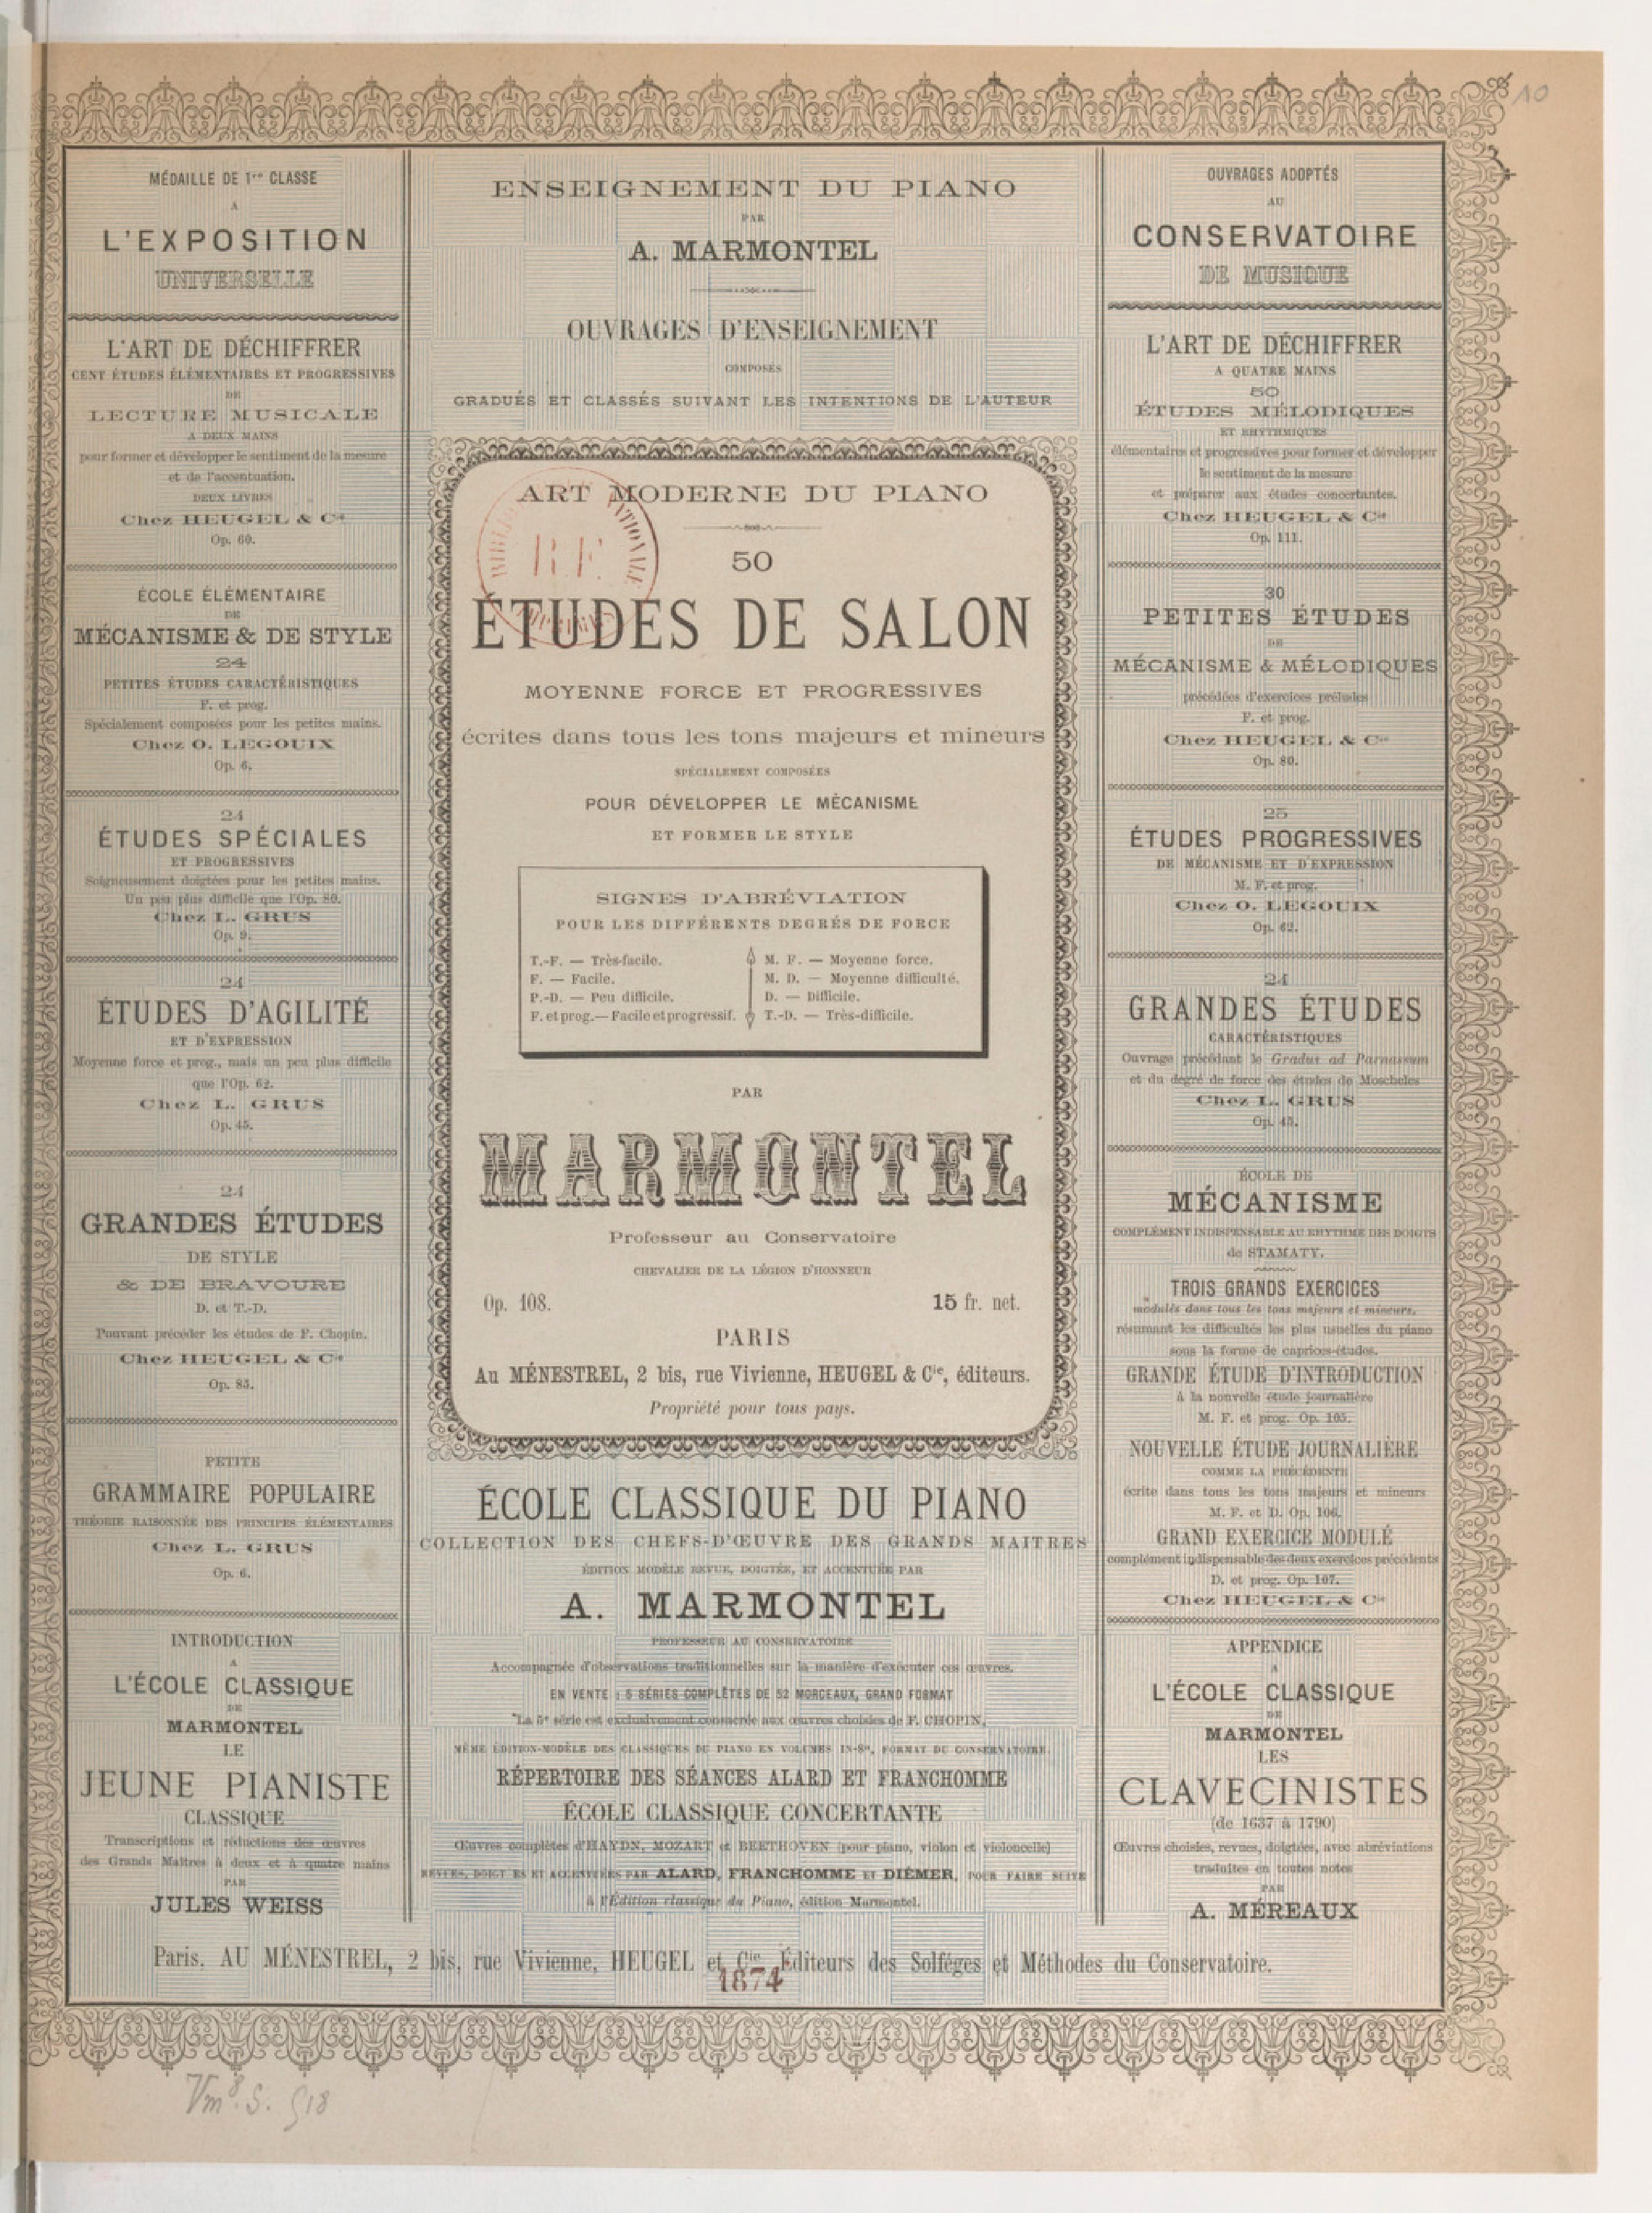 10
MÉDAILLE DE 1re CLASSE
A
L'EXPOSITION
UNIVERSELLE
L'ART DE DÉCHIFFRER
CENT ÉTUDES ÉLÉMENTAIRES ET PROGRESSIVES
DE
LECTURE MUSICALE
A DEUX MAINS
pour former et développer le sentiment de la mesure
et de l'accentuation.
DEUX LIVRES
Chez HEUGEL & Cie
Op. 60.
ÉCOLE ÉLÉMENTAIRE
DE
MÉCANISME & DE STYLE
24
PETITES ÉTUDES CARACTÉRISTIQUES
F. et prog.
Spécialement composées pour les petites mains.
Chez O. LEGOUIX
Op. 6.
24
ÉTUDES SPÉCIALES
ET PROGRESSIVES
Soigneusement doigtées pour les petites mains.
Un peu plus difficile que l'Op. 80.
Chez L. GRUS
Op. 9.
24
ÉTUDES D'AGILITÉ
ET D'EXPRESSION
Moyenne force et prog., mais un peu plus difficile
que l'Op. 62.
Chez L. GRUS
Op. 45.
24
GRANDES ÉTUDES
DE STYLE
& DE BRAVOURE
D. et T.-D.
Pouvant précéder les études de F. Chopin.
Chez HEUGEL & Cie
Op. 85.
PETITE
GRAMMAIRE POPULAIRE
THÉORIE RAISONNÉE DES PRINCIPES ÉLÉMENTAIRES
Chez L. GRUS
Op. 6.
INTRODUCTION
A
L'ÉCOLE CLASSIQUE
DE
MARMONTEL
LE
JEUNE PIANISTE
CLASSIQUE
Transcriptions et réductions des œuvres
des Grands Maîtres à deux et à quatre mains
PAR
JULES WEISS
ENSEIGNEMENT DU PIANO
PAR
A. MARMONTEL
OUVRAGES D'ENSEIGNEMENT
COMPOSÉS
GRADUÉS ET CLASSÉS SUIVANT LES INTENTIONS DE L'AUTEUR
ART MODERNE DU PIANO
50
ÉTUDES DE SALON
MOYENNE FORCE ET PROGRESSIVES
écrites dans tous les tons majeurs et mineurs
SPÉCIALEMENT COMPOSÉES
POUR DÉVELOPPER LE MÉCANISME
ET FORMER LE STYLE
SIGNES D'ABRÉVIATION
POUR LES DIFFÉRENTS DEGRÉS DE FORCE
T.-F. — Très-facile.
F. — Facile.
P.-D. — Peu difficile.
F. et prog. — Facile et progressif.
M. F. — Moyenne force.
M. D. — Moyenne difficulté.
D. — Difficile.
T.-D. — Très-difficile.
PAR
MARMONTEL
Professeur au Conservatoire
CHEVALIER DE LA LÉGION D'HONNEUR
Op. 108. 15 fr. net.
PARIS
Au MÉNESTREL, 2 bis, rue Vivienne, HEUGEL & Cie, éditeurs.
Propriété pour tous pays.
R.F.
ÉCOLE CLASSIQUE DU PIANO
COLLECTION DES CHEFS-D'ŒUVRE DES GRANDS MAITRES
ÉDITION MODÈLE REVUE, DOIGTÉE, ET ACCENTUÉE PAR
A. MARMONTEL
PROFESSEUR AU CONSERVATOIRE
Accompagnée d'observations traditionnelles sur la manière d'exécuter ces œuvres.
EN VENTE : 5 SÉRIES COMPLÈTES DE 52 MORCEAUX, GRAND FORMAT
La 5e série est exclusivement consacrée aux œuvres choisies de F. CHOPIN.
MÊME ÉDITION-MODÈLE DES CLASSIQUES DU PIANO EN VOLUMES IN-8o, FORMAT DU CONSERVATOIRE.
RÉPERTOIRE DES SÉANCES ALARD ET FRANCHOMME
ÉCOLE CLASSIQUE CONCERTANTE
Œuvres complètes d'HAYDN, MOZART et BEETHOVEN (pour piano, violon et violoncelle)
REVUES, DOIGTÉES ET ACCENTUÉES PAR ALARD, FRANCHOMME ET DIÉMER, POUR FAIRE SUITE
à l'Édition classique du Piano, édition Marmontel.
OUVRAGES ADOPTÉS
AU
CONSERVATOIRE
DE MUSIQUE
L'ART DE DÉCHIFFRER
A QUATRE MAINS
50
ÉTUDES MÉLODIQUES
ET RHYTHMIQUES
élémentaires et progressives pour former et développer
le sentiment de la mesure
et préparer aux études concertantes.
Chez HEUGEL & Cie
Op. 111.
30
PETITES ÉTUDES
DE
MÉCANISME & MÉLODIQUES
précédées d'exercices préludes
F. et prog.
Chez HEUGEL & Cie
Op. 80.
25
ÉTUDES PROGRESSIVES
DE MÉCANISME ET D'EXPRESSION
M. F. et prog.
Chez O. LEGOUIX
Op. 62.
24
GRANDES ÉTUDES
CARACTÉRISTIQUES
Ouvrage précédant le Gradus ad Parnassum
et du degré de force des études de Moscheles
Chez L. GRUS
Op. 45.
ÉCOLE DE
MÉCANISME
COMPLÉMENT INDISPENSABLE AU RHYTHME DES DOIGTS
de STAMATY.
TROIS GRANDS EXERCICES
modulés dans tous les tons majeurs et mineurs,
résumant les difficultés les plus usuelles du piano
sous la forme de caprices-études.
GRANDE ÉTUDE D'INTRODUCTION
à la nouvelle étude journalière
M. F. et prog. Op. 105.
NOUVELLE ÉTUDE JOURNALIÈRE
COMME LA PRÉCÉDENTE
écrite dans tous les tons majeurs et mineurs
M. F. et D. Op. 106.
GRAND EXERCICE MODULÉ
complément indispensable des deux exercices précédents
D. et prog. Op. 107.
Chez HEUGEL & Cie
APPENDICE
A
L'ÉCOLE CLASSIQUE
DE
MARMONTEL
LES
CLAVECINISTES
(de 1637 à 1790)
Œuvres choisies, revues, doigtées, avec abréviations
traduites en toutes notes
PAR
A. MÉREAUX
Paris. AU MÉNESTREL, 2 bis, rue Vivienne, HEUGEL et Cie Éditeurs des Solféges et Méthodes du Conservatoire.
1874
Vm8. S. 918